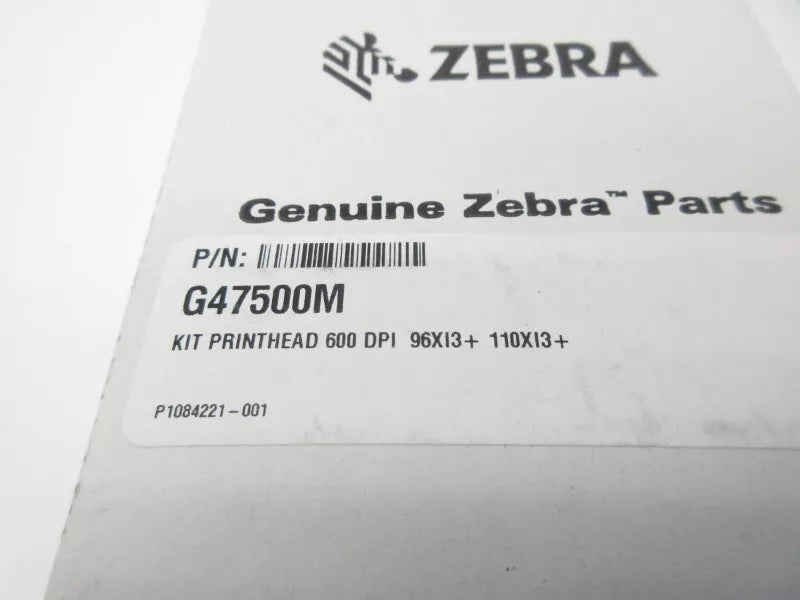 ZEBRA
Genuine Zebra™ Parts
P/N:
G47500M
KIT PRINTHEAD 600 DPI 96XI3+ 110XI3+
P1084221-001